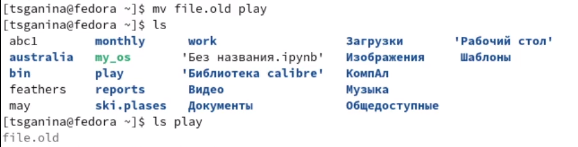 [tsganina@fedora ~]$ mv file.old play
[tsganina@fedora ~]$ ls
abc1 monthly work Загрузки 'Рабочий стол'
australia my_os 'Без названия.ipynb' Изображения Шаблоны
bin play 'Библиотека calibre' КомпАл
feathers reports Видео Музыка
may ski.plases Документы Общедоступные
[tsganina@fedora ~]$ ls play
file.old